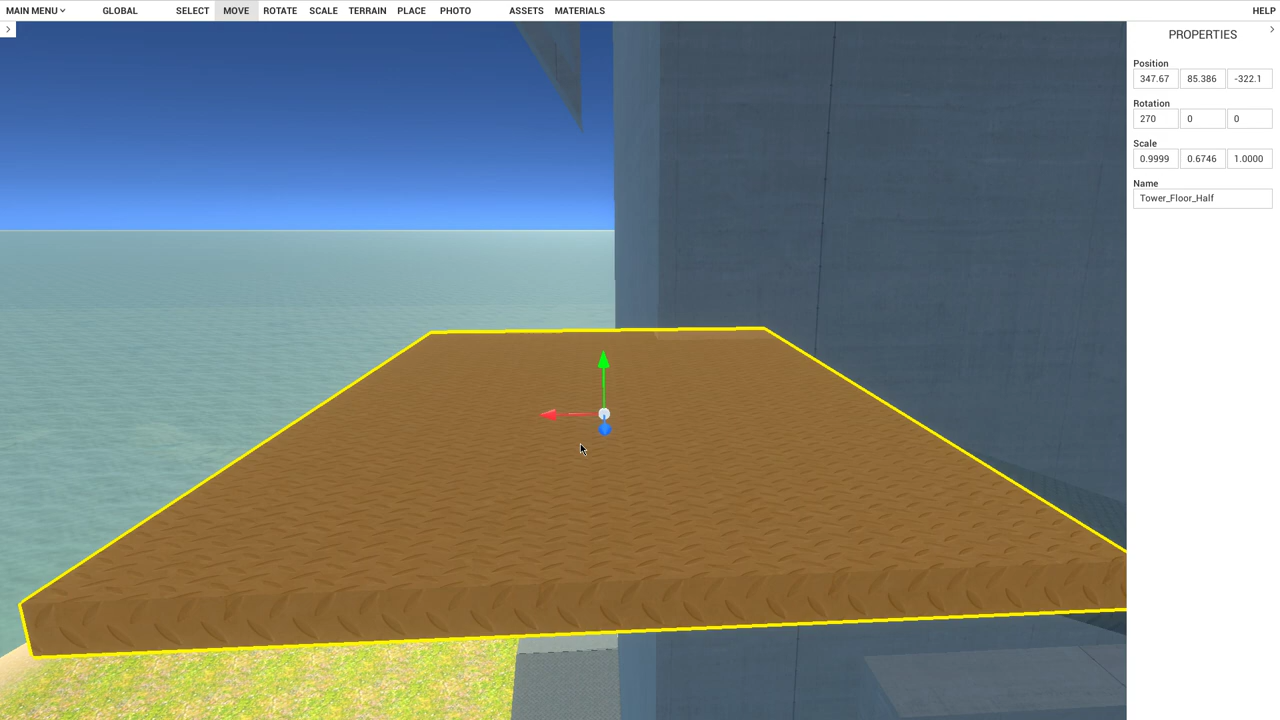 MAIN MENU GLOBAL SELECT MOVE ROTATE SCALE TERRAIN PLACE PHOTO ASSETS MATERIALS HELP
PROPERTIES
Position
347.67 85.386 -322.1
Rotation
270 0 0
Scale
0.9999 0.6746 1.0000
Name
Tower_Floor_Half